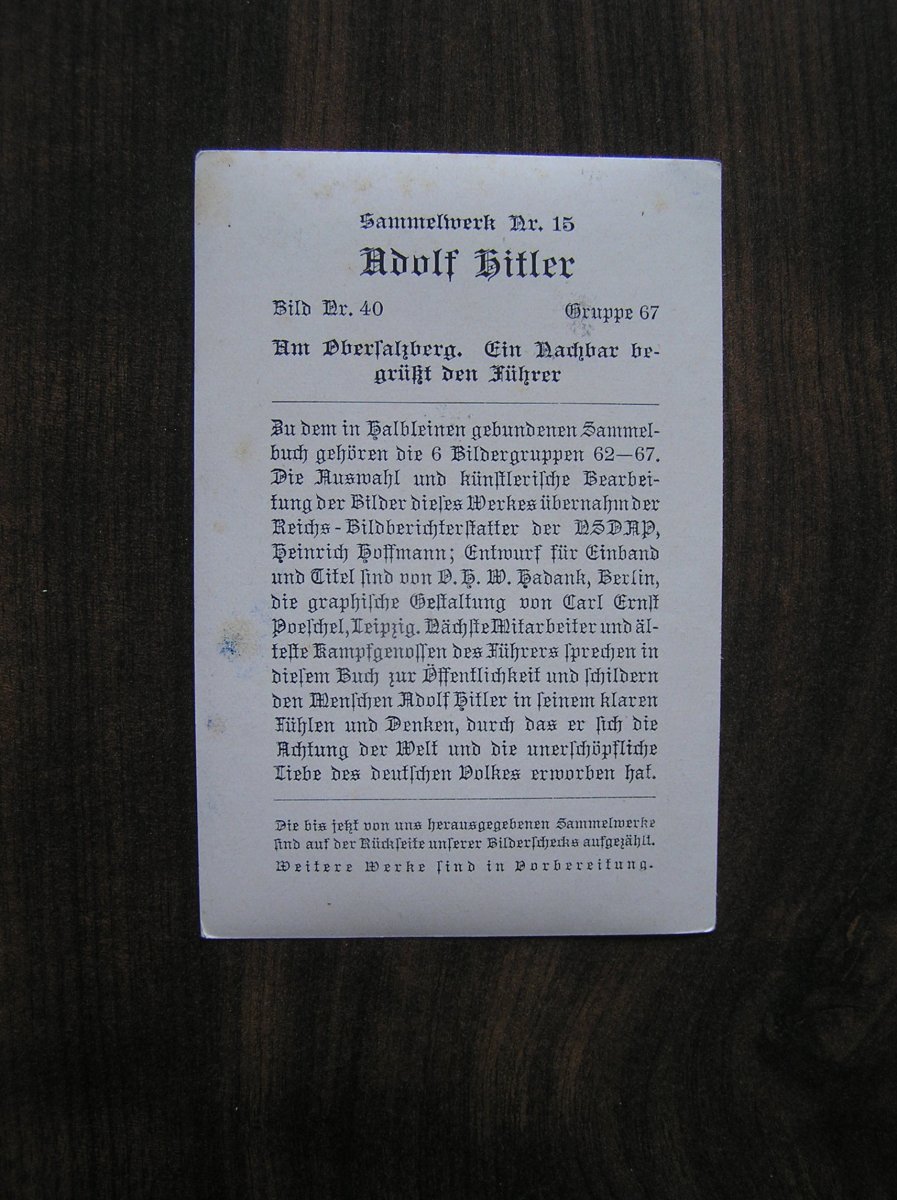 Sammelwerk Nr. 15
Adolf Hitler
Bild Nr. 40 Gruppe 67
Am Obersalzberg. Ein Nachbar be-
grüßt den Führer
Zu dem in Halbleinen gebundenen Sammel-
buch gehören die 6 Bildergruppen 62—67.
Die Auswahl und künstlerische Bearbei-
tung der Bilder dieses Werkes übernahm der
Reichs-Bildberichterstatter der NSDAP,
Heinrich Hoffmann; Entwurf für Einband
und Titel sind von O. H. W. Hadank, Berlin,
die graphische Gestaltung von Carl Ernst
Poeschel, Leipzig. Nächste Mitarbeiter und äl-
teste Kampfgenossen des Führers sprechen in
diesem Buch zur Öffentlichkeit und schildern
den Menschen Adolf Hitler in seinem klaren
Fühlen und Denken, durch das er sich die
Achtung der Welt und die unerschöpfliche
Liebe des deutschen Volkes erworben hat.
Die bis jetzt von uns herausgegebenen Sammelwerke
sind auf der Rückseite unserer Bilderschecks aufgezählt.
Weitere Werke sind in Vorbereitung.